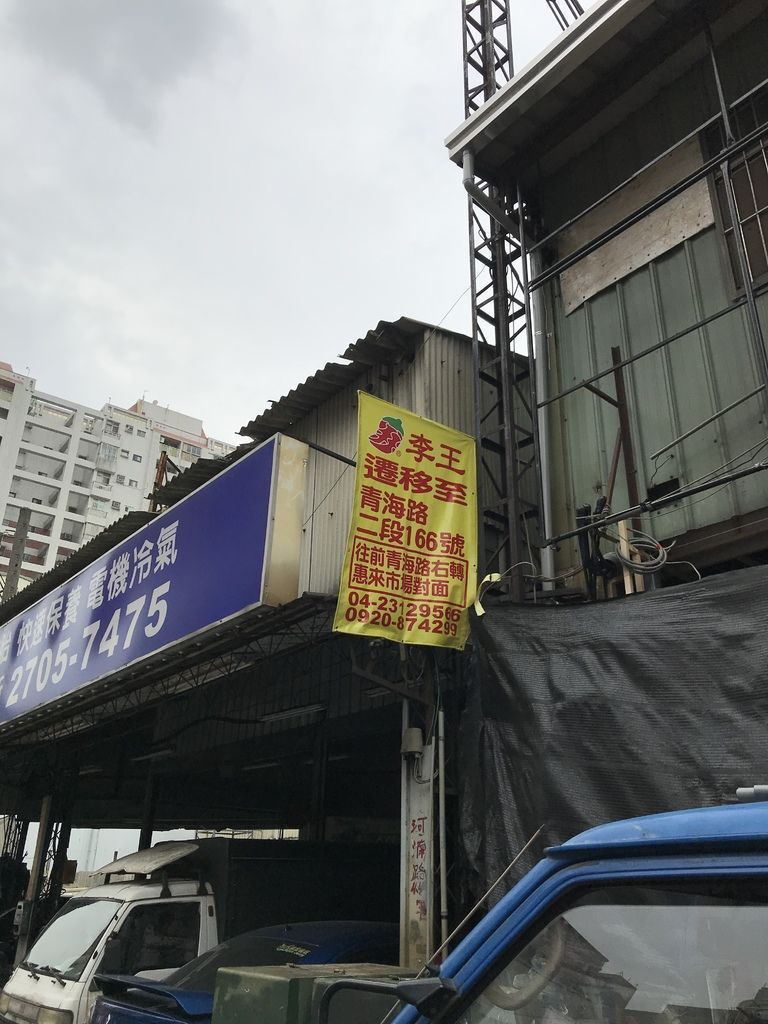 快速保養 電機冷氣
2705-7475
李王
遷移至
青海路
二段166號
往前青海路右轉
惠來市場對面
04-23129566
0920-874299